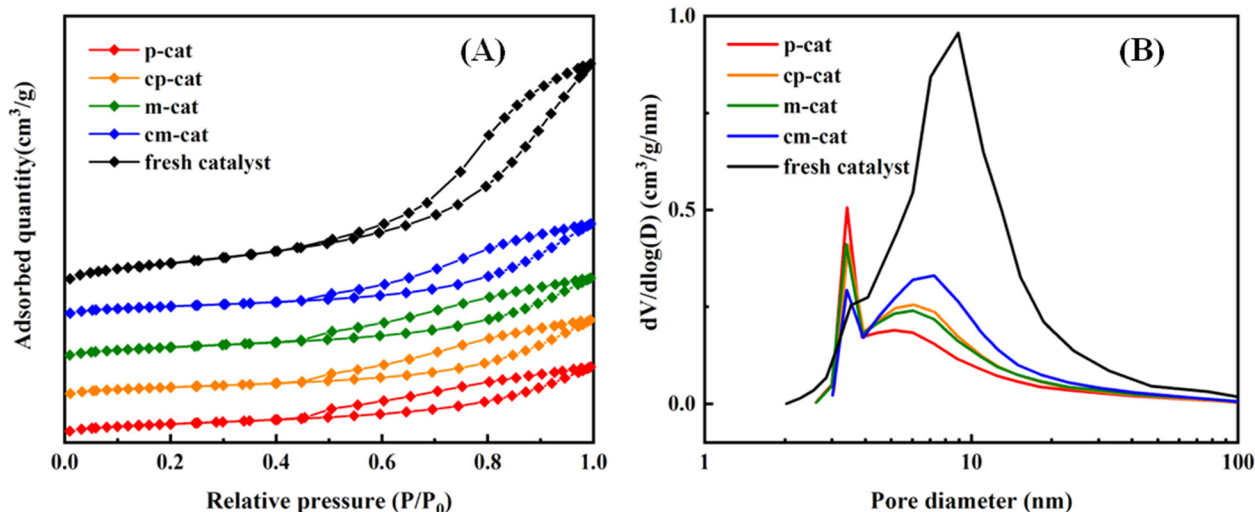 (A)
p-cat
cp-cat
m-cat
cm-cat
fresh catalyst
Adsorbed quantity(cm³/g)
0.0 0.2 0.4 0.6 0.8 1.0
Relative pressure (P/P₀)
(B)
p-cat
cp-cat
m-cat
cm-cat
fresh catalyst
dV/dlog(D) (cm³/g/nm)
1.0
0.5
0.0
1 10 100
Pore diameter (nm)